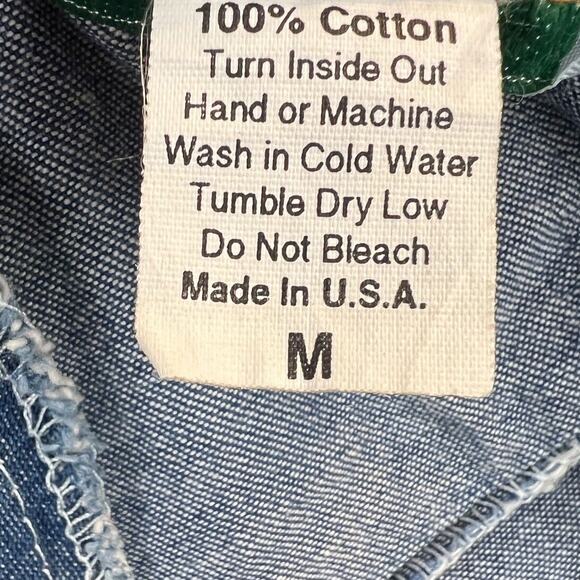 100% Cotton
Turn Inside Out
Hand or Machine
Wash in Cold Water
Tumble Dry Low
Do Not Bleach
Made In U.S.A.
M